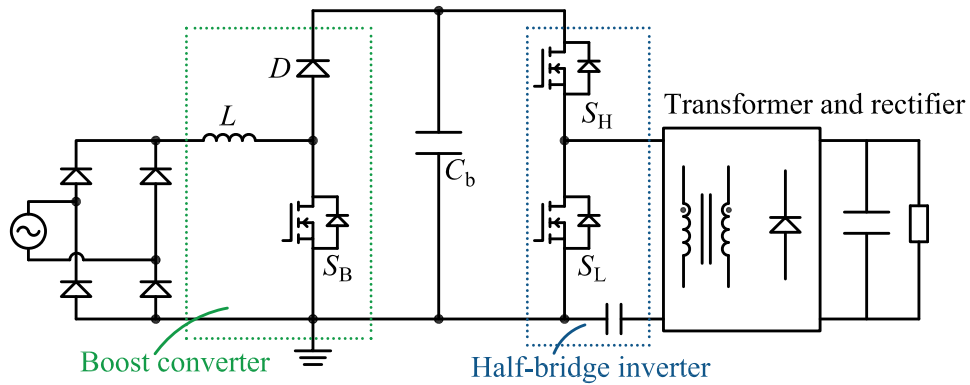 D
S_H
Transformer and rectifier
L
C_b
S_B
S_L
Boost converter
Half-bridge inverter